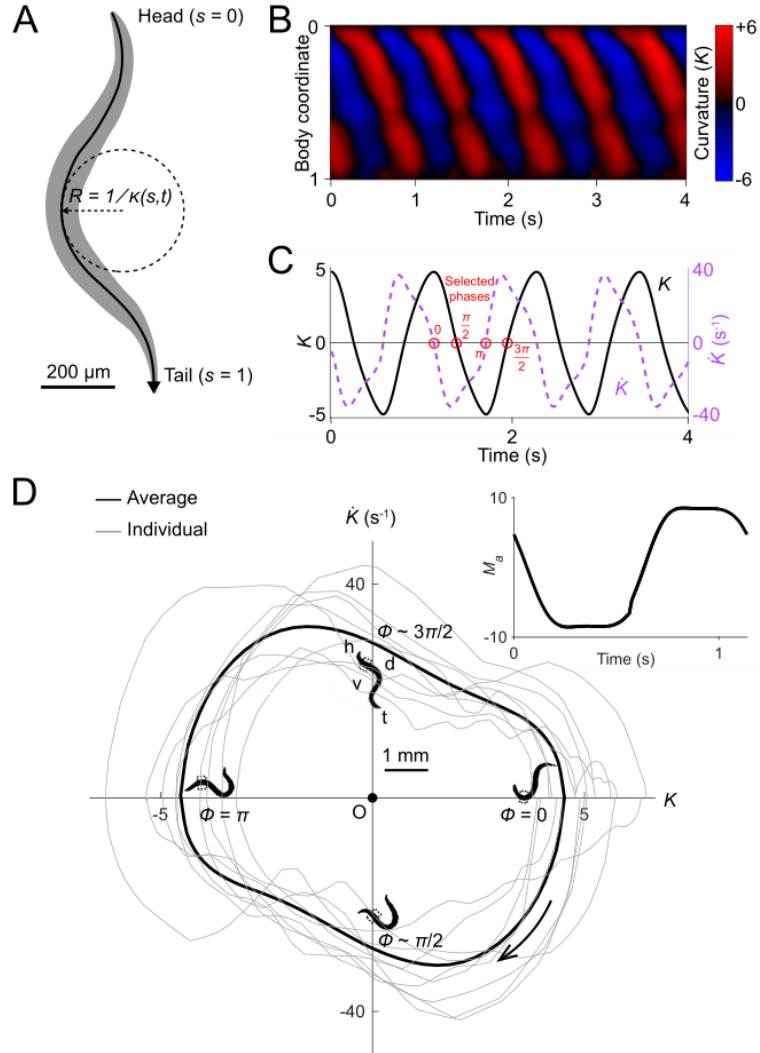 A
Head (s = 0)
R = 1/κ(s,t)
200 μm
Tail (s = 1)
B
Body coordinate
0
1
0
1
2
3
4
Time (s)
+6
0
-6
Curvature (K)
C
5
K 0
-5
Selected
phases
0
π/2
π
3π/2
K
K̇
40
0
-40
K̇ (s⁻¹)
0
2
4
Time (s)
D
Average
Individual
K̇ (s⁻¹)
40
Φ ~ 3π/2
h
d
v
t
1 mm
-5
O
5
K
Φ = π
Φ = 0
Φ ~ π/2
-40
10
Mₐ
-10
0
1
Time (s)